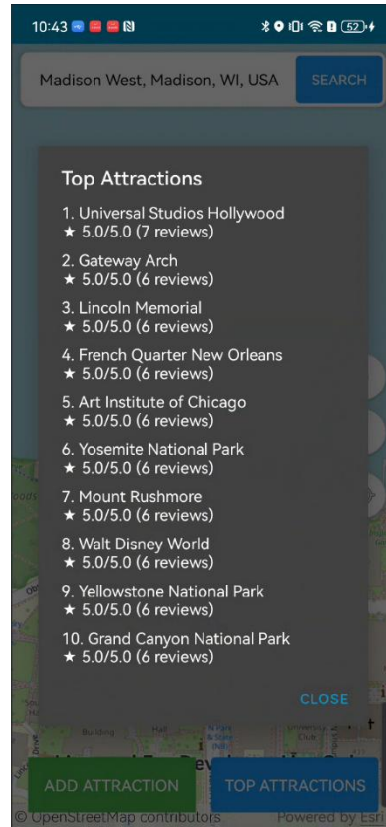 10:43
52
Madison West, Madison, WI, USA
SEARCH
Top Attractions
1. Universal Studios Hollywood
★ 5.0/5.0 (7 reviews)
2. Gateway Arch
★ 5.0/5.0 (6 reviews)
3. Lincoln Memorial
★ 5.0/5.0 (6 reviews)
4. French Quarter New Orleans
★ 5.0/5.0 (6 reviews)
5. Art Institute of Chicago
★ 5.0/5.0 (6 reviews)
6. Yosemite National Park
★ 5.0/5.0 (6 reviews)
7. Mount Rushmore
★ 5.0/5.0 (6 reviews)
8. Walt Disney World
★ 5.0/5.0 (6 reviews)
9. Yellowstone National Park
★ 5.0/5.0 (6 reviews)
10. Grand Canyon National Park
★ 5.0/5.0 (6 reviews)
CLOSE
Building
Hall
N Park
& State
Club
ADD ATTRACTION
TOP ATTRACTIONS
© OpenStreetMap contributors
Powered by Esri